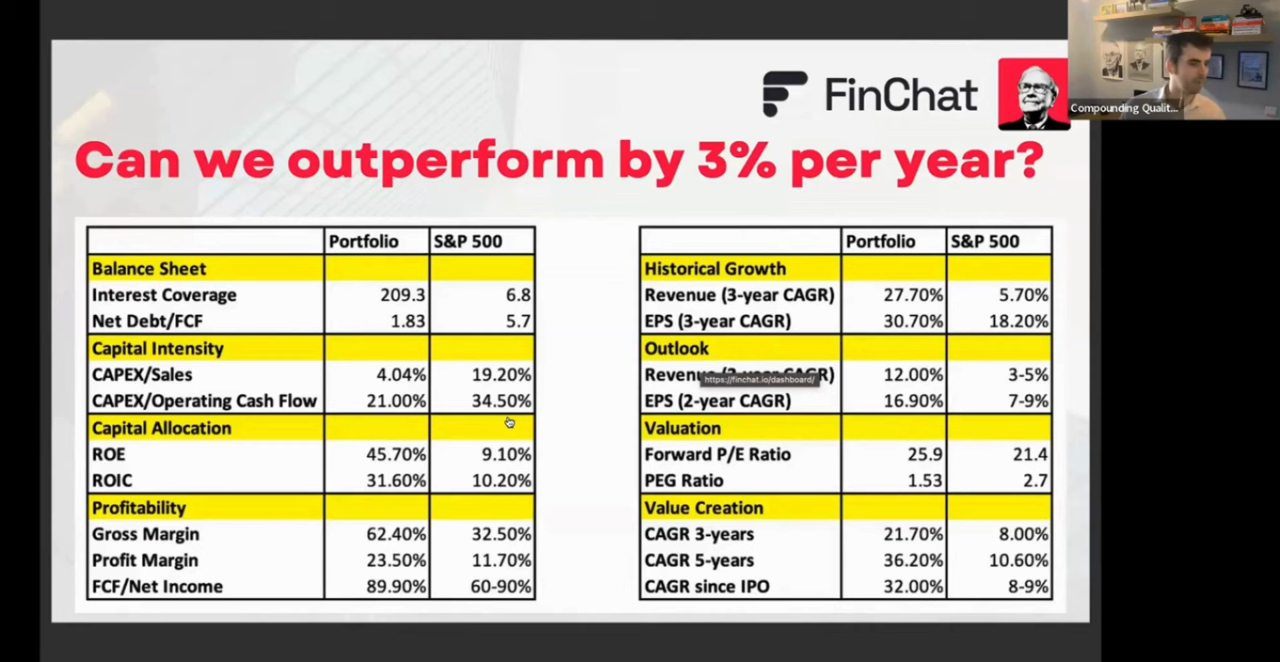 FinChat
Compounding Qualit...
Can we outperform by 3% per year?
Portfolio S&P 500
Balance Sheet
Interest Coverage 209.3 6.8
Net Debt/FCF 1.83 5.7
Capital Intensity
CAPEX/Sales 4.04% 19.20%
CAPEX/Operating Cash Flow 21.00% 34.50%
Capital Allocation
ROE 45.70% 9.10%
ROIC 31.60% 10.20%
Profitability
Gross Margin 62.40% 32.50%
Profit Margin 23.50% 11.70%
FCF/Net Income 89.90% 60-90%
Portfolio S&P 500
Historical Growth
Revenue (3-year CAGR) 27.70% 5.70%
EPS (3-year CAGR) 30.70% 18.20%
Outlook
https://finchat.io/dashboard/
12.00% 3-5%
EPS (2-year CAGR) 16.90% 7-9%
Valuation
Forward P/E Ratio 25.9 21.4
PEG Ratio 1.53 2.7
Value Creation
CAGR 3-years 21.70% 8.00%
CAGR 5-years 36.20% 10.60%
CAGR since IPO 32.00% 8-9%